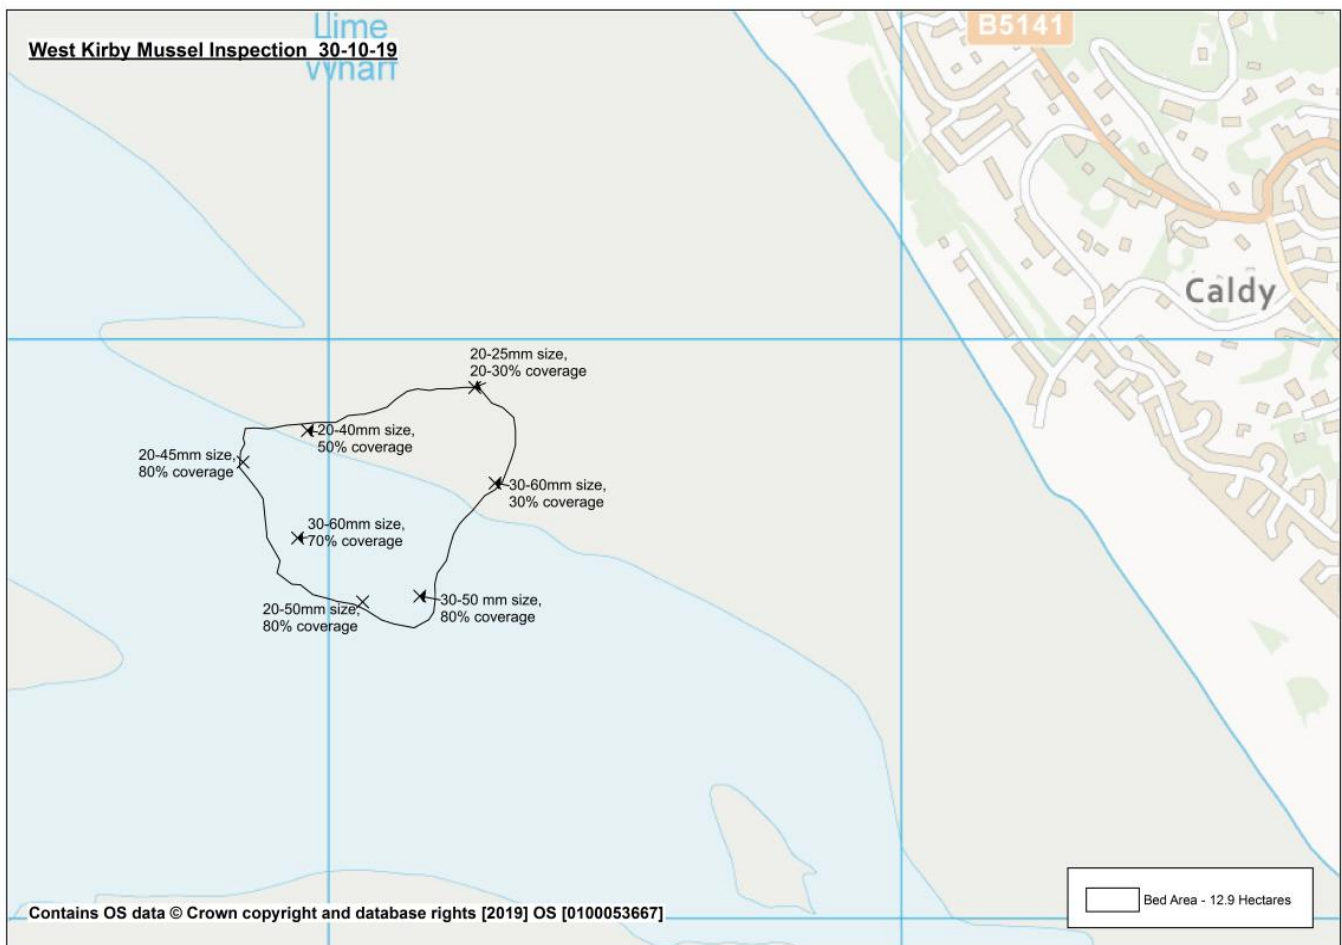 Lime
Wharf
West Kirby Mussel Inspection 30-10-19
B5141
Caldy
20-25mm size,
20-30% coverage
20-40mm size,
50% coverage
20-45mm size,
80% coverage
30-60mm size,
30% coverage
30-60mm size,
70% coverage
20-50mm size,
80% coverage
30-50 mm size,
80% coverage
Bed Area - 12.9 Hectares
Contains OS data © Crown copyright and database rights [2019] OS [0100053667]